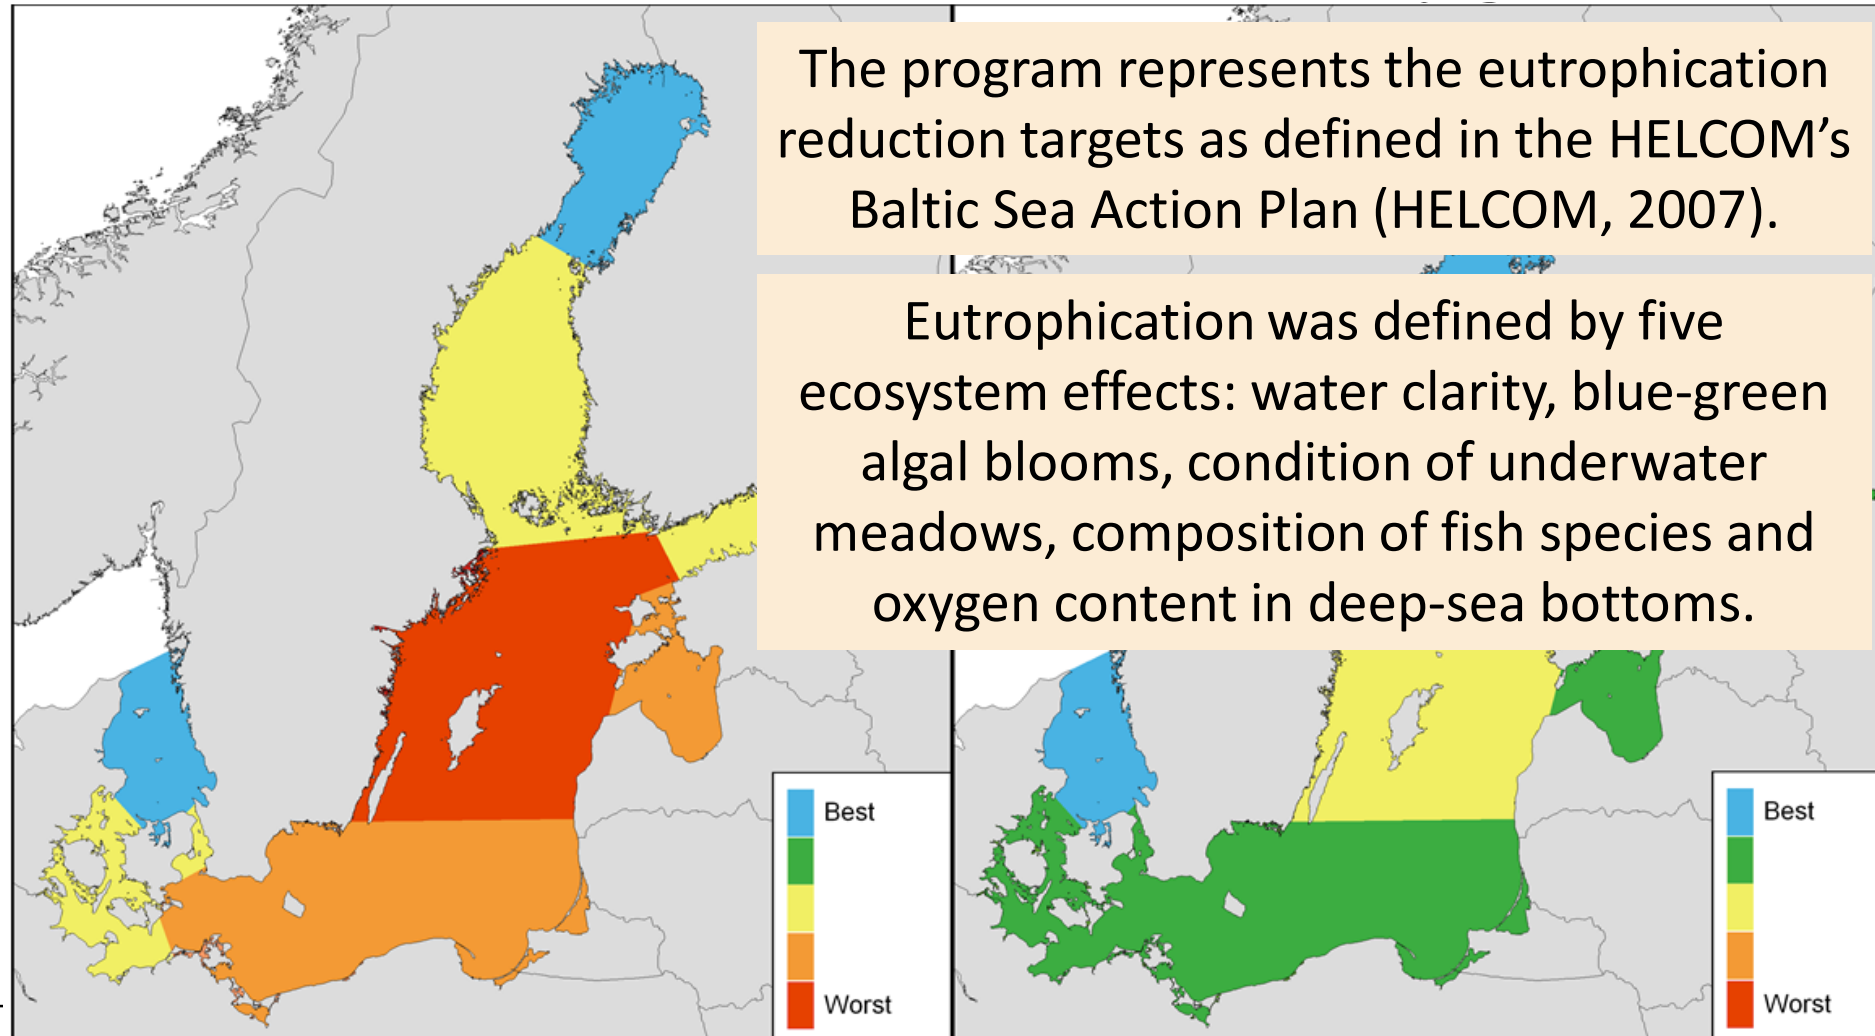 The program represents the eutrophication
reduction targets as defined in the HELCOM’s
Baltic Sea Action Plan (HELCOM, 2007).
Eutrophication was defined by five
ecosystem effects: water clarity, blue-green
algal blooms, condition of underwater
meadows, composition of fish species and
oxygen content in deep-sea bottoms.
Best
Worst
Best
Worst